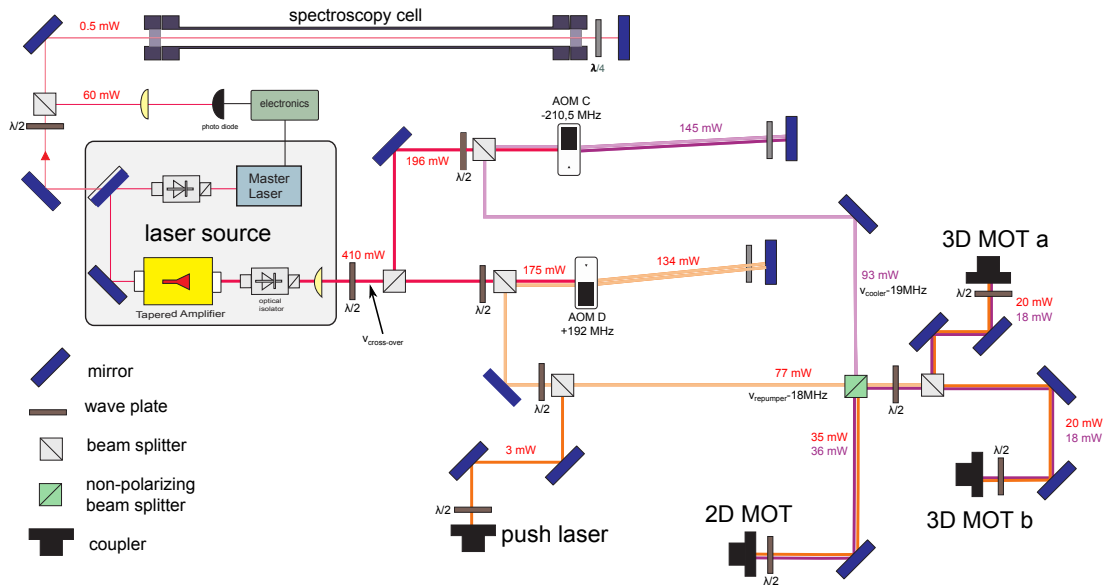 spectroscopy cell
0.5 mW
λ/4
60 mW
electronics
photo diode
λ/2
AOM C
-210,5 MHz
145 mW
196 mW
λ/2
Master
Laser
laser source
410 mW
Tapered Amplifier
optical
isolator
λ/2
νcross-over
175 mW
λ/2
134 mW
AOM D
+192 MHz
93 mW
νcooler-19MHz
3D MOT a
λ/2
20 mW
18 mW
77 mW
νrepumper-18MHz
λ/2
λ/2
20 mW
18 mW
35 mW
36 mW
3 mW
λ/2
push laser
2D MOT
λ/2
λ/2
3D MOT b
mirror
wave plate
beam splitter
non-polarizing
beam splitter
coupler